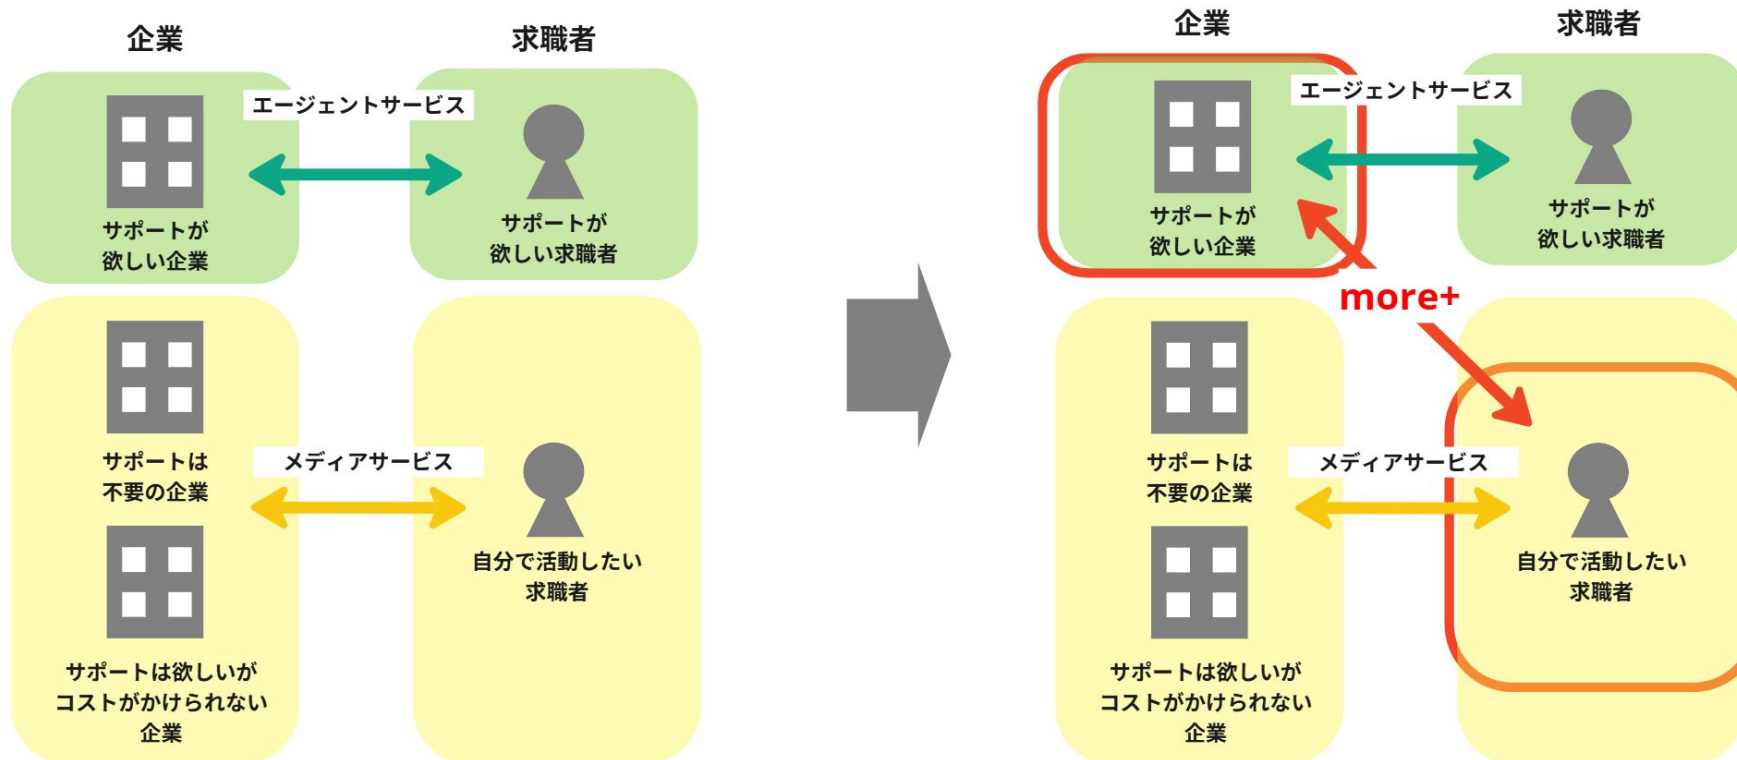 企業
求職者
エージェントサービス
サポートが
欲しい企業
サポートが
欲しい求職者
サポートは
不要の企業
メディアサービス
自分で活動したい
求職者
サポートは欲しいが
コストがかけられない
企業
企業
求職者
エージェントサービス
サポートが
欲しい企業
サポートが
欲しい求職者
more+
サポートは
不要の企業
メディアサービス
自分で活動したい
求職者
サポートは欲しいが
コストがかけられない
企業